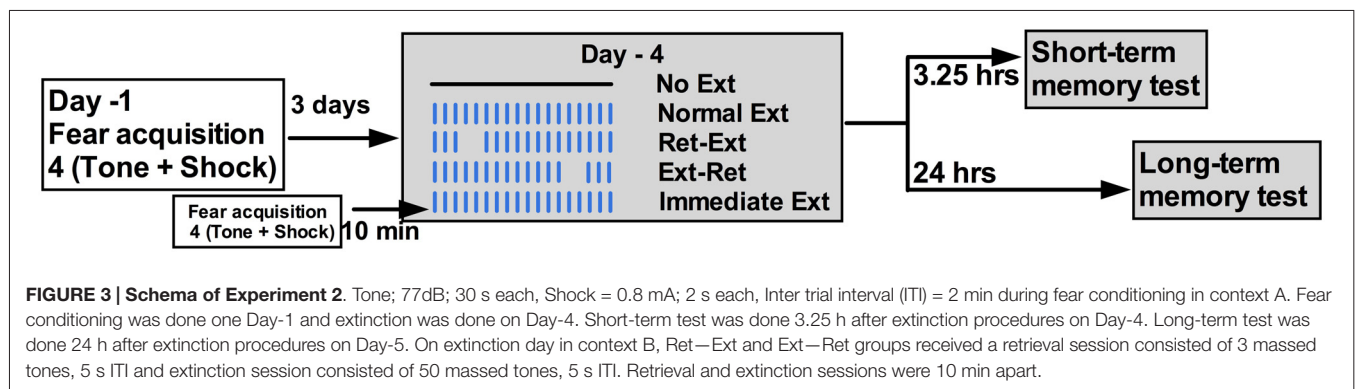 Day -1
Fear acquisition
4 (Tone + Shock)
3 days
Fear acquisition
4 (Tone + Shock)
10 min
Day - 4
No Ext
Normal Ext
Ret-Ext
Ext-Ret
Immediate Ext
3.25 hrs
Short-term
memory test
24 hrs
Long-term
memory test
FIGURE 3 | Schema of Experiment 2. Tone; 77dB; 30 s each, Shock = 0.8 mA; 2 s each, Inter trial interval (ITI) = 2 min during fear conditioning in context A. Fear
conditioning was done one Day-1 and extinction was done on Day-4. Short-term test was done 3.25 h after extinction procedures on Day-4. Long-term test was
done 24 h after extinction procedures on Day-5. On extinction day in context B, Ret—Ext and Ext—Ret groups received a retrieval session consisted of 3 massed
tones, 5 s ITI and extinction session consisted of 50 massed tones, 5 s ITI. Retrieval and extinction sessions were 10 min apart.